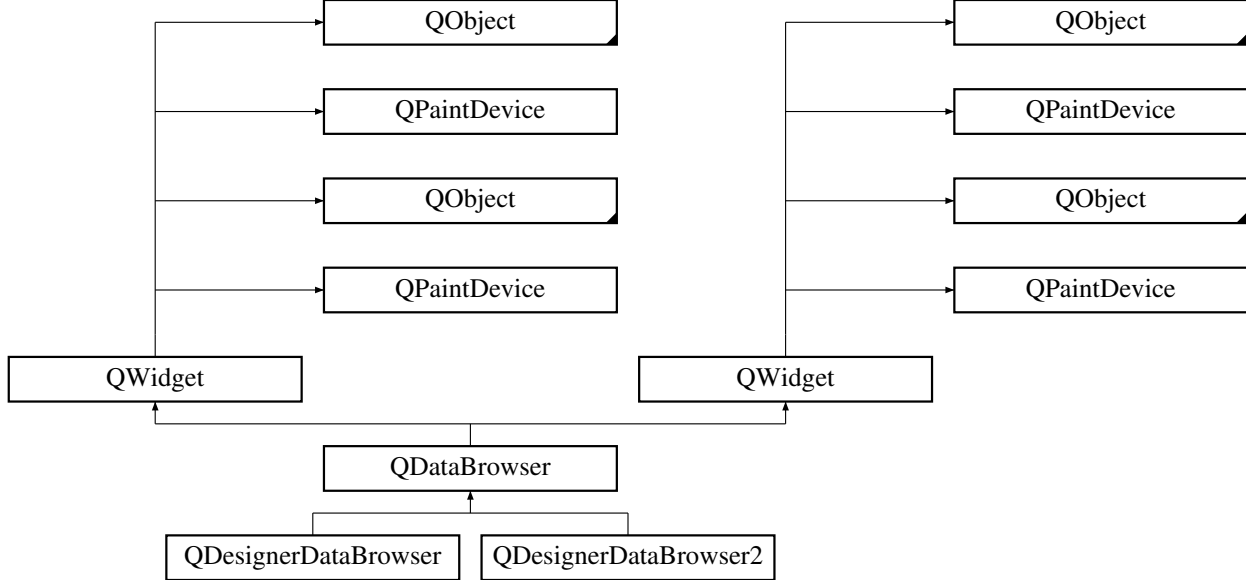 QObject
QObject
QPaintDevice
QPaintDevice
QObject
QObject
QPaintDevice
QPaintDevice
QWidget
QWidget
QDataBrowser
QDesignerDataBrowser
QDesignerDataBrowser2